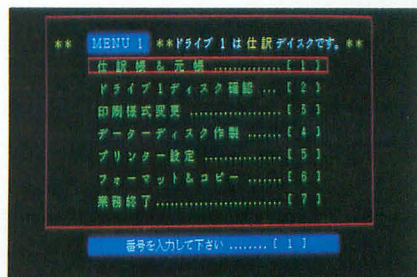 ** MENU 1 **ドライブ 1 は 仕訳 デイスクです。**
仕訳帳 & 元帳 .............[ 1 ]
ドライブ1ディスク確認 ...[ 2 ]
印刷様式変更 .............[ 3 ]
データーディスク作製 .......[ 4 ]
プリンター設定 ............[ 5 ]
フォーマット&コピー .......[ 6 ]
業務終了...................[ 7 ]
番号を入力して下さい ........[ 1 ]